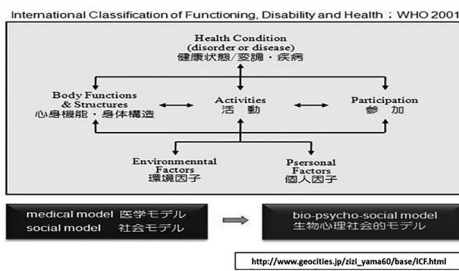 International Classification of Functioning, Disability and Health ; WHO 2001
Health Condition
(disorder or disease)
健康状態/変調・疾病
Body Functions
& Structures
心身機能・身体構造
Activities
活 動
Participation
参 加
Environmenntal
Factors
環境因子
Psersonal
Factors
個人因子
medical model 医学モデル
social model 社会モデル
bio-psycho-social model
生物心理社会的モデル
http://www.geocities.jp/zizi_yama60/base/ICF.html